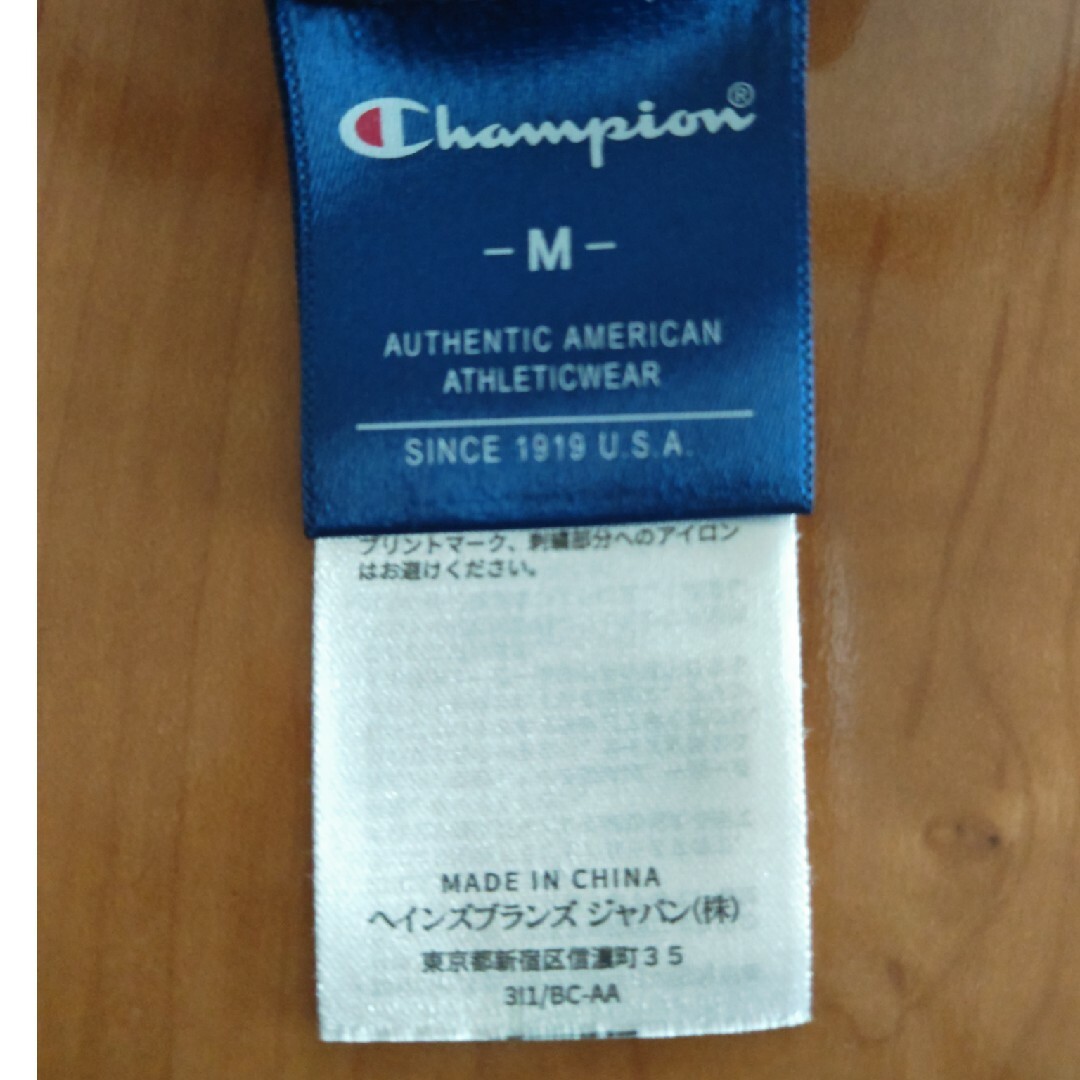 Champion®
-M-
AUTHENTIC AMERICAN
ATHLETICWEAR
SINCE 1919 U.S.A.
プリントマーク、刺繍部分へのアイロン
はお避けください。
MADE IN CHINA
ヘインズブランズ ジャパン(株)
東京都新宿区信濃町35
311/BC-AA